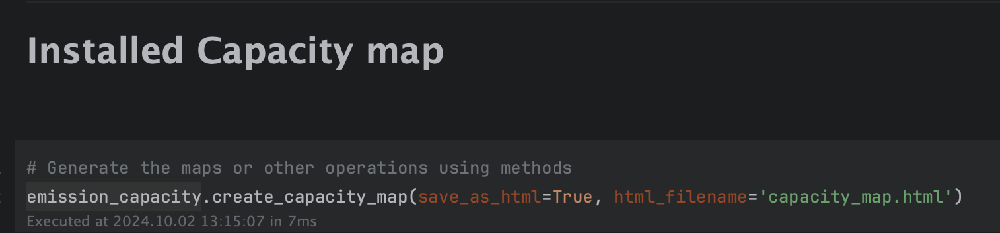 Installed Capacity map
# Generate the maps or other operations using methods
emission_capacity.create_capacity_map(save_as_html=True, html_filename='capacity_map.html')
Executed at 2024.10.02 13:15:07 in 7ms